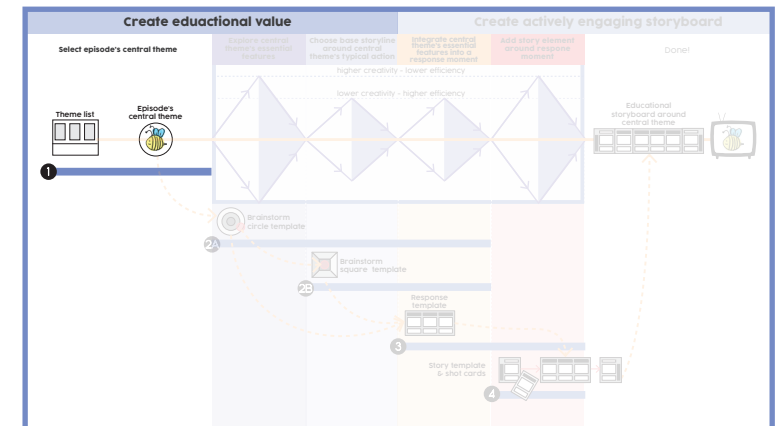 Create eduactional value
Create actively engaging storyboard
Select episode's central theme
Explore central
theme's essential
features
Choose base storyline
around central
theme's typical action
Integrate central
theme's essential
features into a
response moment
Add story element
around respone
moment
Done!
higher creativity - lower efficiency
lower creativity - higher efficiency
Theme list
Episode's
central theme
Educational
storyboard around
central theme
1
Brainstorm
circle template
2A
Brainstorm
square template
2B
Response
template
3
Story template
& shot cards
4